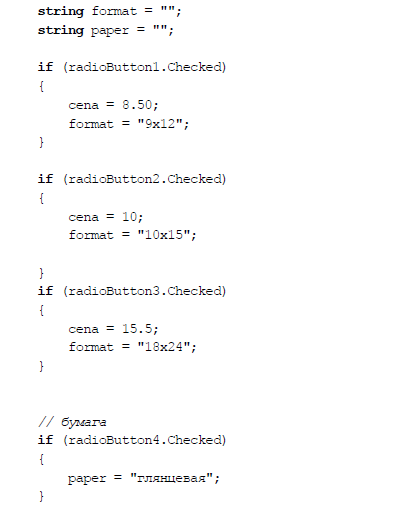 string format = "";
string paper = "";
if (radioButton1.Checked)
{
cena = 8.50;
format = "9x12";
}
if (radioButton2.Checked)
{
cena = 10;
format = "10x15";
}
if (radioButton3.Checked)
{
cena = 15.5;
format = "18x24";
}
// бумага
if (radioButton4.Checked)
{
paper = "глянцевая";
}